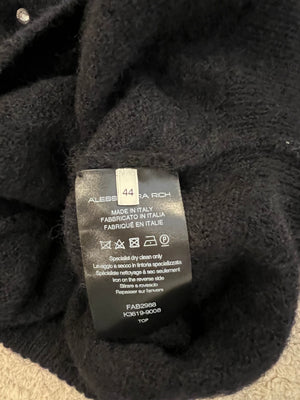 ALESSANDRA RICH
44
MADE IN ITALY
FABBRICATO IN ITALIA
FABRIQUÉ EN ITALIE
Specialist dry clean only
Lavaggio a secco in tintoria specializzata
Spécialiste nettoyage à sec seulement
Iron on the reverse side
Stirare a rovescio
Repasser sur l'envers
FAB2988
K3619-9008
TOP